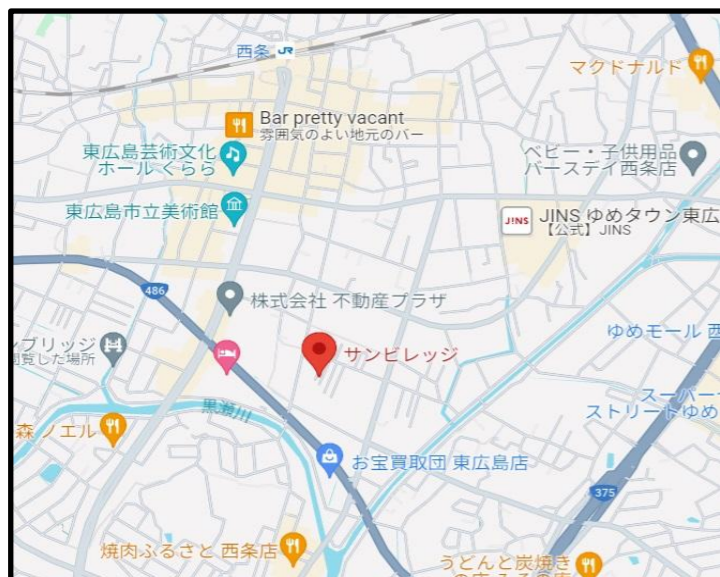 西条 JR
マクドナルド
Bar pretty vacant
雰囲気のよい地元のバー
東広島芸術文化
ホール くらら
ベビー・子供用品
バースデイ西条店
東広島市立美術館
JINS
JINS ゆめタウン東広
【公式】JINS
486
株式会社 不動産プラザ
ンブリッジ
閲覧した場所
サンビレッジ
ゆめモール 西
黒瀬川
スーパー
ストリートゆめ
森 ノエル
お宝買取団 東広島店
375
焼肉ふるさと 西条店
うどんと炭焼き